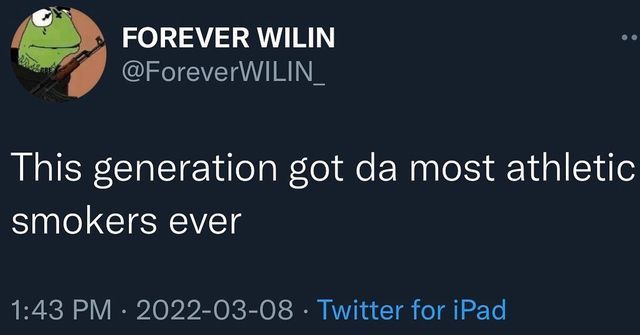 FOREVER WILIN
@ForeverWILIN_
This generation got da most athletic
smokers ever
1:43 PM · 2022-03-08 · Twitter for iPad